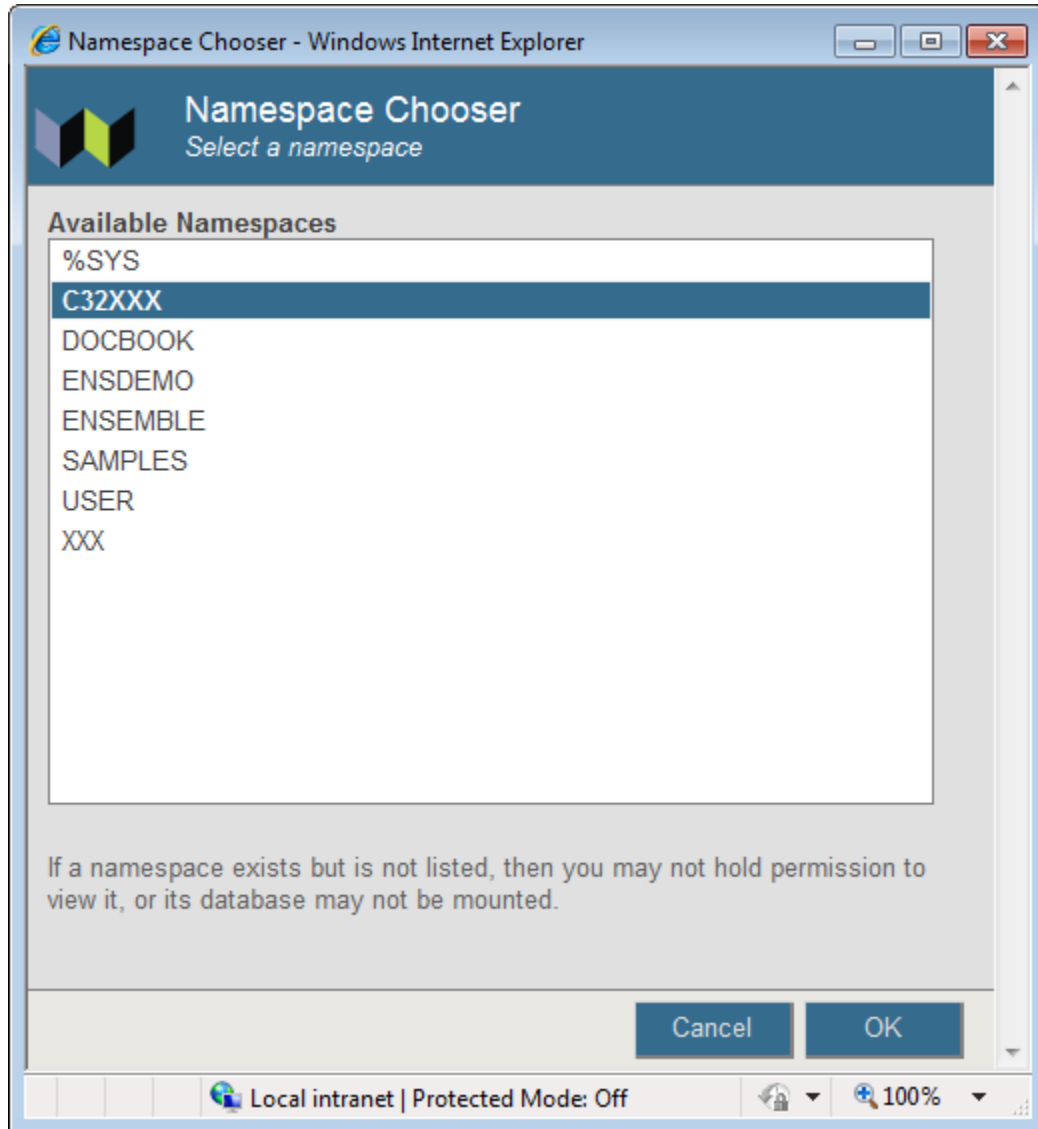 Namespace Chooser - Windows Internet Explorer
Namespace Chooser
Select a namespace
Available Namespaces
%SYS
C32XXX
DOCBOOK
ENSDEMO
ENSEMBLE
SAMPLES
USER
XXX
If a namespace exists but is not listed, then you may not hold permission to
view it, or its database may not be mounted.
Cancel OK
Local intranet | Protected Mode: Off 100%